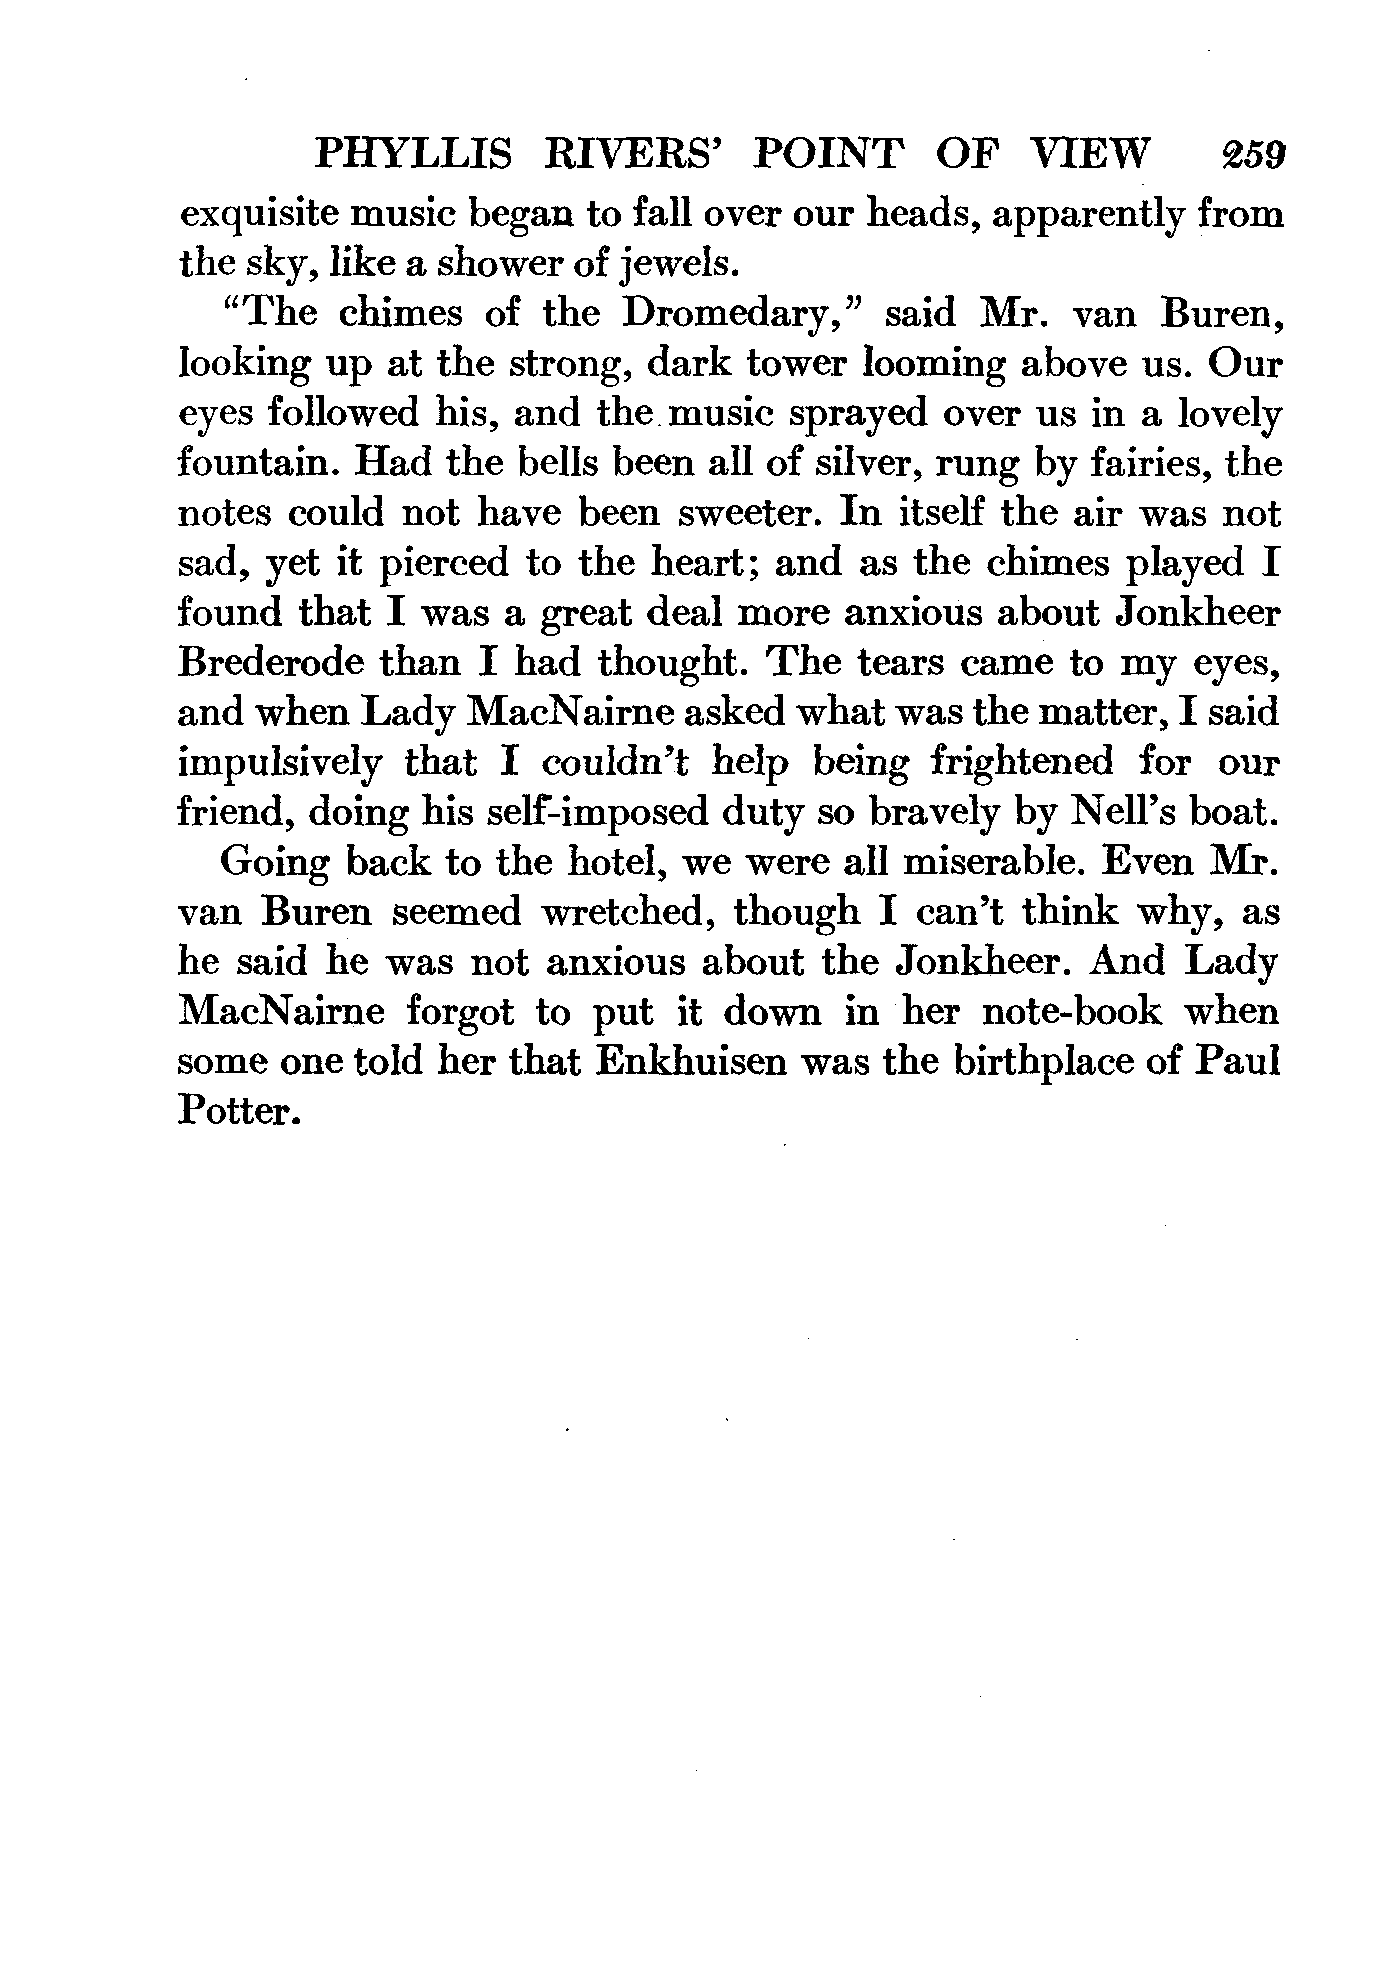 PHYLLIS RIVERS’ POINT OF VIEW 259
exquisite music began to fall over our heads, apparently from
the sky, like a shower of jewels.
“The chimes of the Dromedary,” said Mr. van Buren,
looking up at the strong, dark tower looming above us. Our
eyes followed his, and the music sprayed over us in a lovely
fountain. Had the bells been all of silver, rung by fairies, the
notes could not have been sweeter. In itself the air was not
sad, yet it pierced to the heart; and as the chimes played I
found that I was a great deal more anxious about Jonkheer
Brederode than I had thought. The tears came to my eyes,
and when Lady MacNairne asked what was the matter, I said
impulsively that I couldn’t help being frightened for our
friend, doing his self-imposed duty so bravely by Nell’s boat.
Going back to the hotel, we were all miserable. Even Mr.
van Buren seemed wretched, though I can’t think why, as
he said he was not anxious about the Jonkheer. And Lady
MacNairne forgot to put it down in her note-book when
some one told her that Enkhuisen was the birthplace of Paul
Potter.